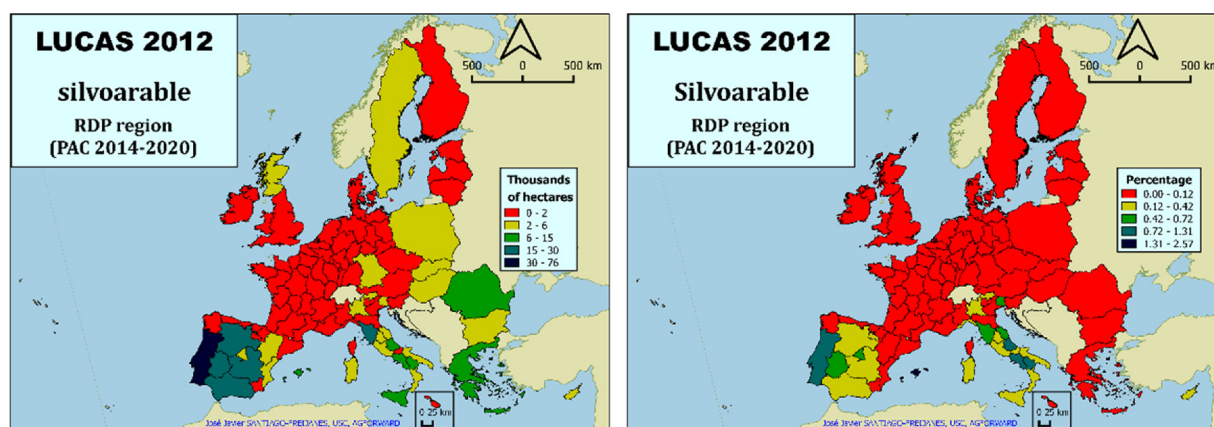 LUCAS 2012
silvoarable
RDP region
(PAC 2014-2020)
500 0 500 km
Thousands
of hectares
0 - 2
2 - 6
6 - 15
15 - 30
30 - 76
0 25 km
José Javier SANTIAGO-FREIJANES, USC, AGFORWARD
LUCAS 2012
Silvoarable
RDP region
(PAC 2014-2020)
500 0 500 km
Percentage
0.00 - 0.12
0.12 - 0.42
0.42 - 0.72
0.72 - 1.31
1.31 - 2.57
0 25 km
José Javier SANTIAGO-FREIJANES, USC, AGFORWARD